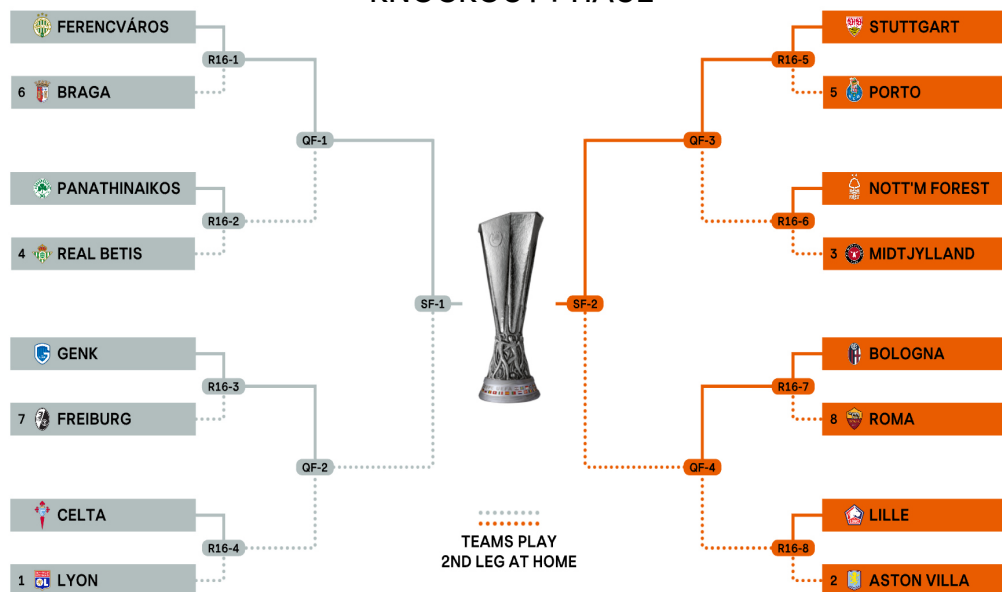 KNOCKOUT PHASE
FERENCVÁROS
R16-1
6 BRAGA
QF-1
PANATHINAIKOS
R16-2
4 REAL BETIS
SF-1
GENK
R16-3
7 FREIBURG
QF-2
CELTA
R16-4
1 LYON
STUTTGART
R16-5
5 PORTO
QF-3
NOTT'M FOREST
R16-6
3 MIDTJYLLAND
SF-2
BOLOGNA
R16-7
8 ROMA
QF-4
LILLE
R16-8
2 ASTON VILLA
TEAMS PLAY
2ND LEG AT HOME